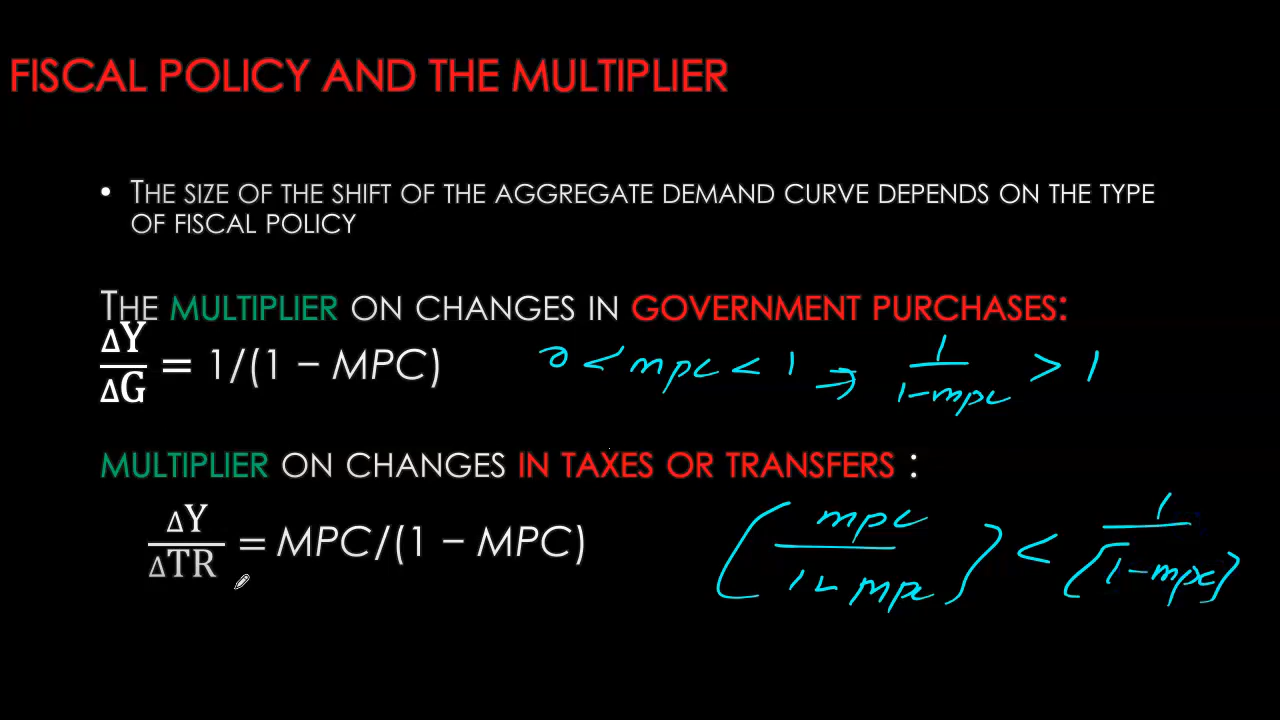 FISCAL POLICY AND THE MULTIPLIER
• THE SIZE OF THE SHIFT OF THE AGGREGATE DEMAND CURVE DEPENDS ON THE TYPE
OF FISCAL POLICY
THE MULTIPLIER ON CHANGES IN GOVERNMENT PURCHASES:
ΔY/ΔG = 1/(1 − MPC) 0 < mpc < 1 ⇒ 1/1-mpc > 1
MULTIPLIER ON CHANGES IN TAXES OR TRANSFERS :
ΔY/ΔTR = MPC/(1 − MPC) (mpc/1-mpc) < 1/(1-mpc)